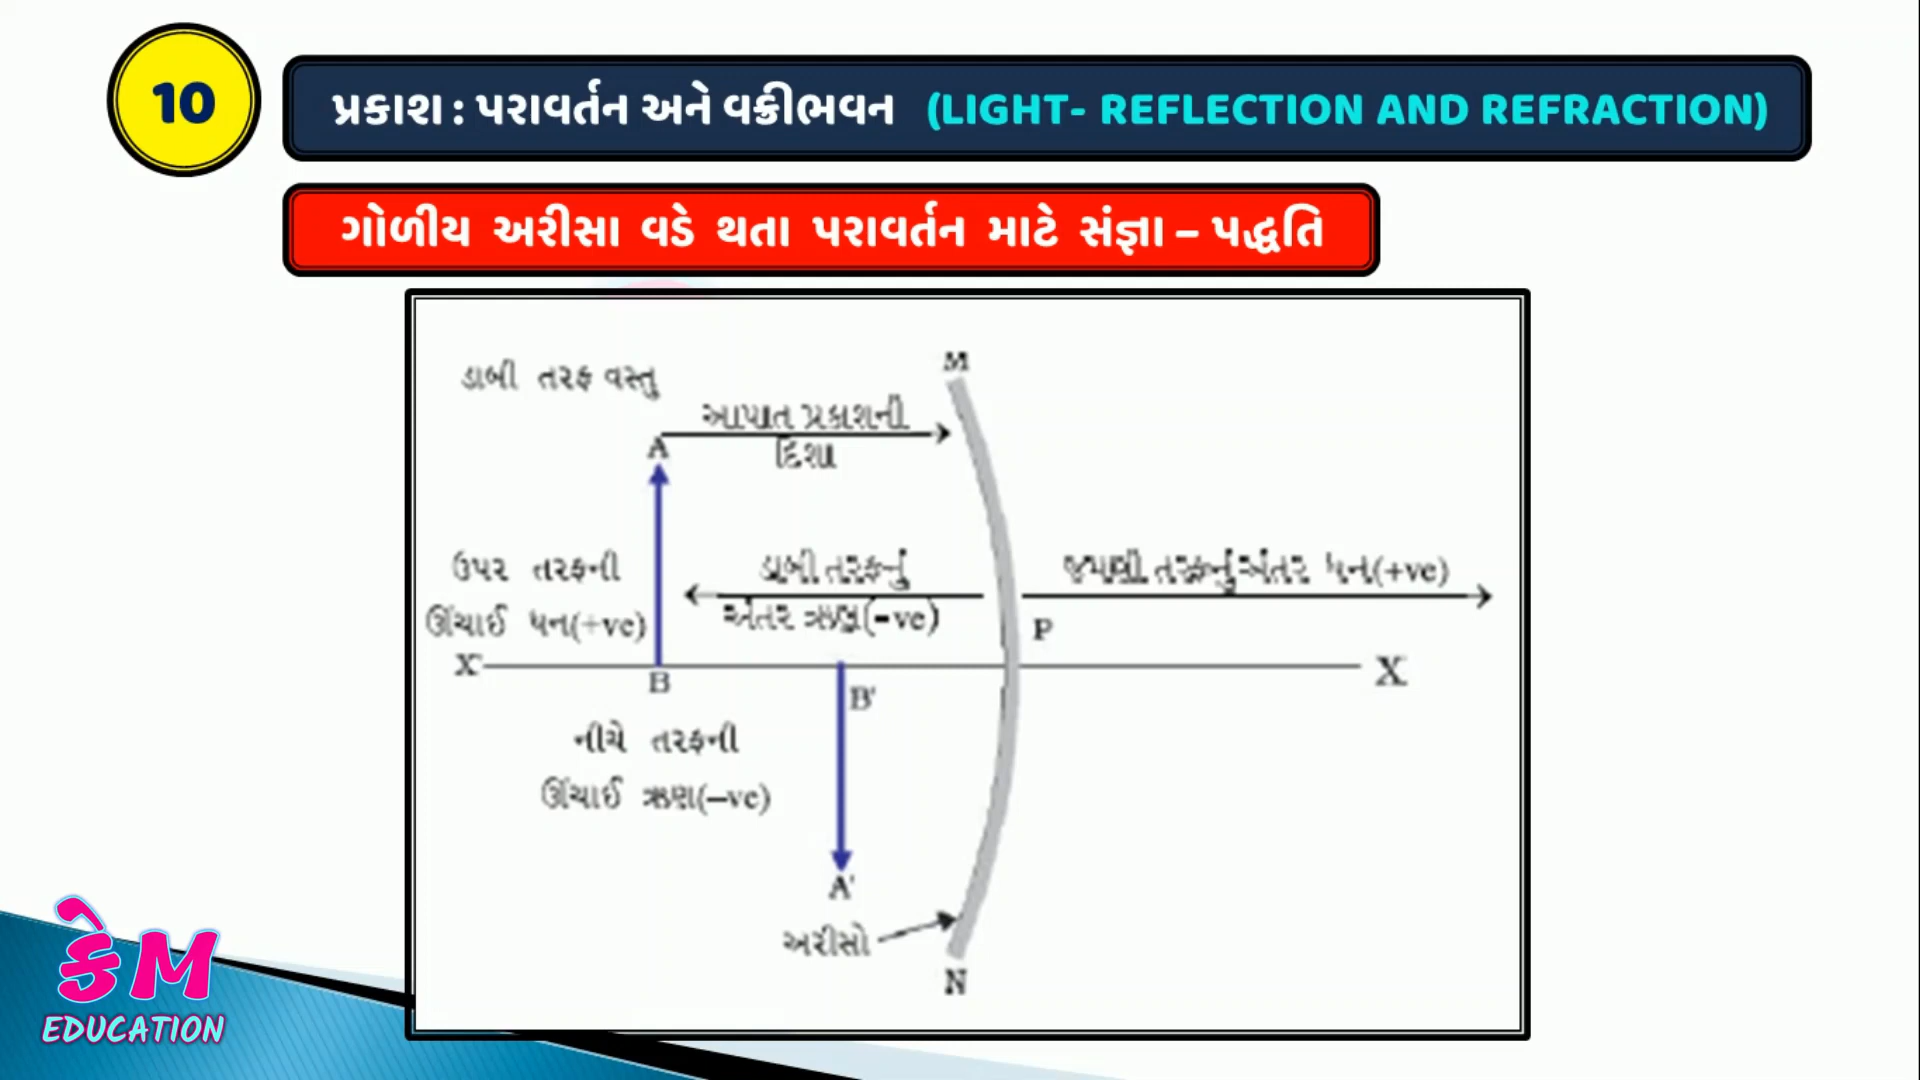 10
પ્રકાશ : પરાવર્તન અને વક્રીભવન (LIGHT- REFLECTION AND REFRACTION)
ગોળીય અરીસા વડે થતા પરાવર્તન માટે સંજ્ઞા – પદ્ધતિ
M
ડાબી તરફ વસ્તુ
આપાત પ્રકાશની
દિશા
A
ઉપર તરફની
ઊંચાઈ ધન(+ve)
ડાબી તરફનું
અંતર ઋણ(-ve)
જમણી તરફનું અંતર ધન(+ve)
P
X'
X
B
B'
નીચે તરફની
ઊંચાઈ ઋણ(–ve)
A'
અરીસો
N
કેM
EDUCATION